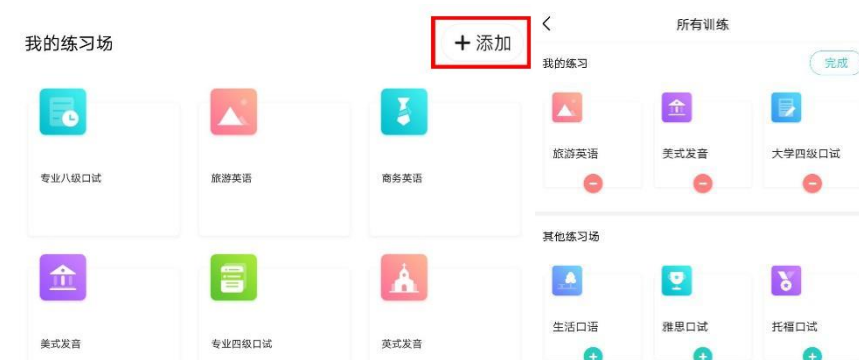 我的练习场
+ 添加
专业八级口试
旅游英语
商务英语
美式发音
专业四级口试
英式发音
所有训练
我的练习
完成
旅游英语
美式发音
大学四级口试
其他练习场
生活口语
雅思口试
托福口试